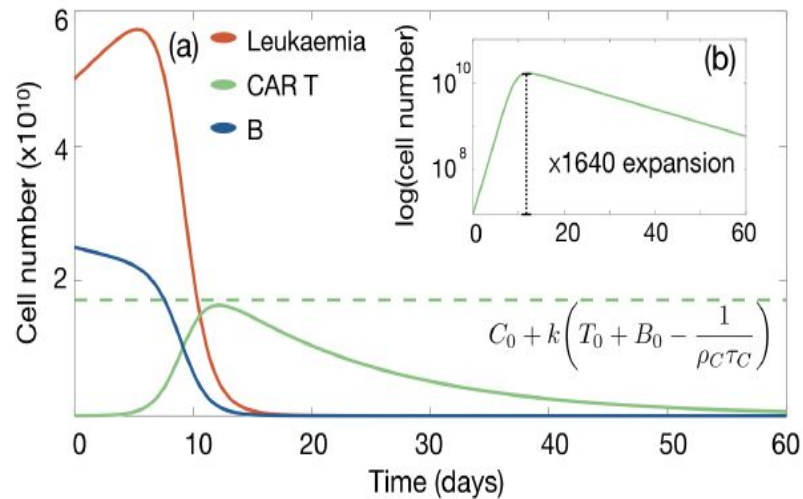 6
4
2
Cell number (x10¹⁰)
(a)
Leukaemia
CAR T
B
(b)
10¹⁰
10⁸
log(cell number)
x1640 expansion
0 20 40 60
C₀ + k(T₀ + B₀ − 1/(ρ_C τ_C))
0 10 20 30 40 50 60
Time (days)